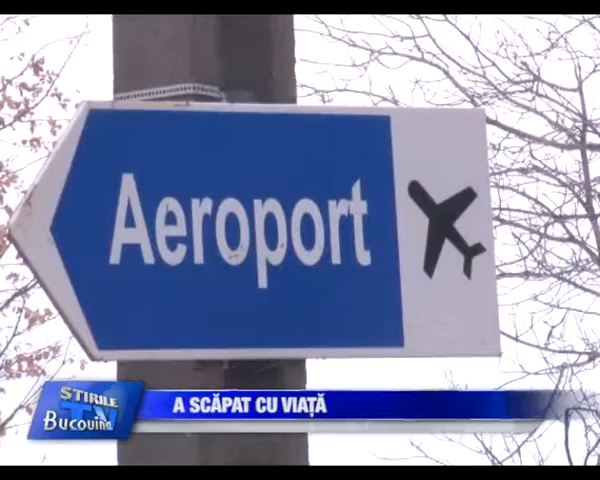 Aeroport
ȘTIRILE
TV
Bucovina
A SCĂPAT CU VIAȚĂ